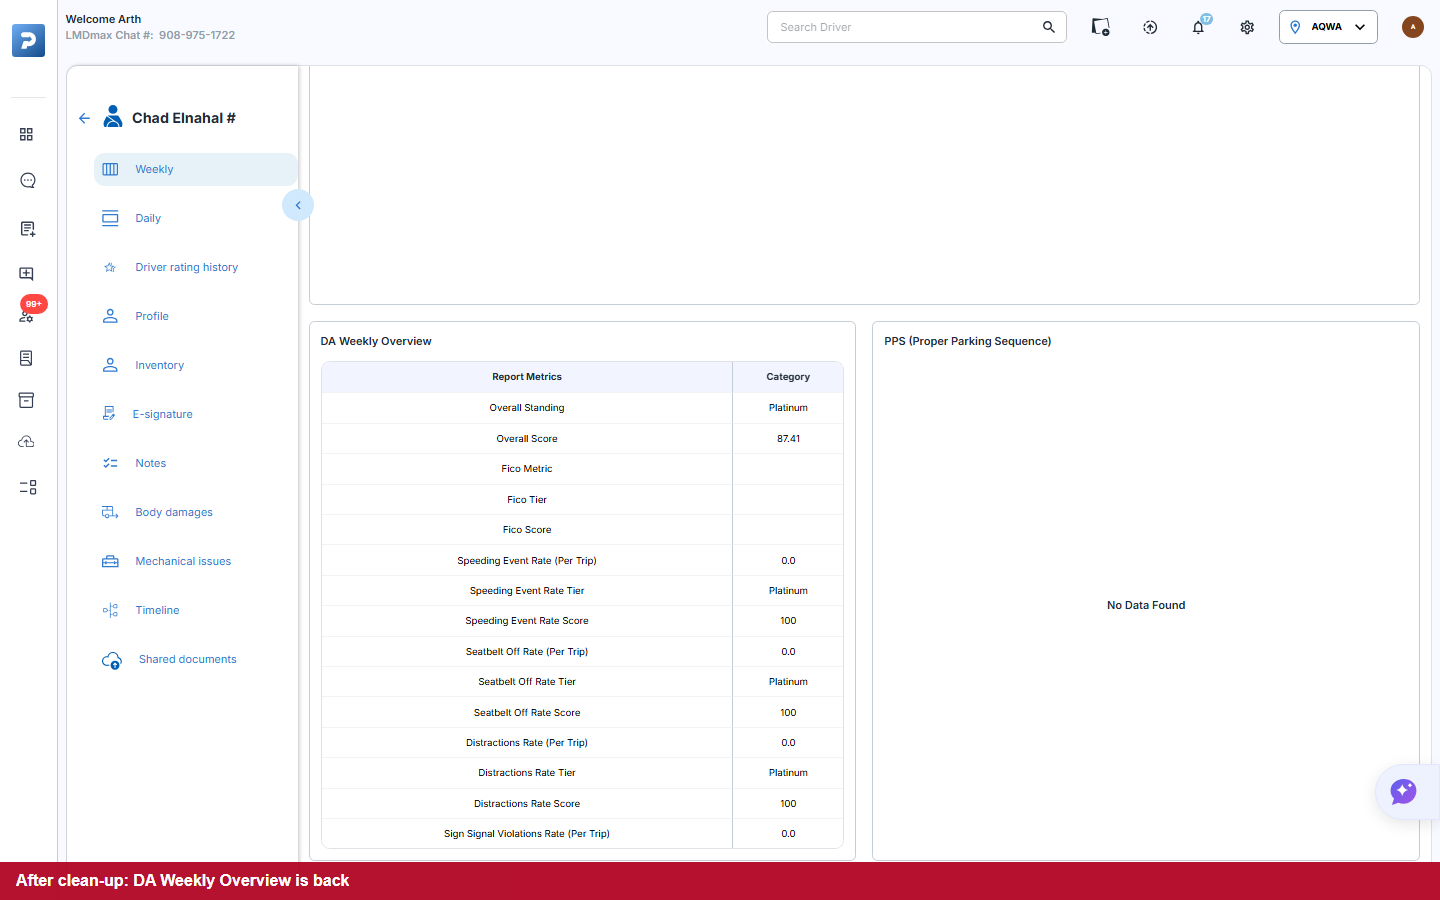 Welcome Arth
LMDmax Chat #: 908-975-1722
Search Driver
17
AQWA
A
99+
Chad Elnahal #
Weekly
Daily
Driver rating history
Profile
Inventory
E-signature
Notes
Body damages
Mechanical issues
Timeline
Shared documents
DA Weekly Overview
Report Metrics Category
Overall Standing Platinum
Overall Score 87.41
Fico Metric
Fico Tier
Fico Score
Speeding Event Rate (Per Trip) 0.0
Speeding Event Rate Tier Platinum
Speeding Event Rate Score 100
Seatbelt Off Rate (Per Trip) 0.0
Seatbelt Off Rate Tier Platinum
Seatbelt Off Rate Score 100
Distractions Rate (Per Trip) 0.0
Distractions Rate Tier Platinum
Distractions Rate Score 100
Sign Signal Violations Rate (Per Trip) 0.0
PPS (Proper Parking Sequence)
No Data Found
After clean-up: DA Weekly Overview is back